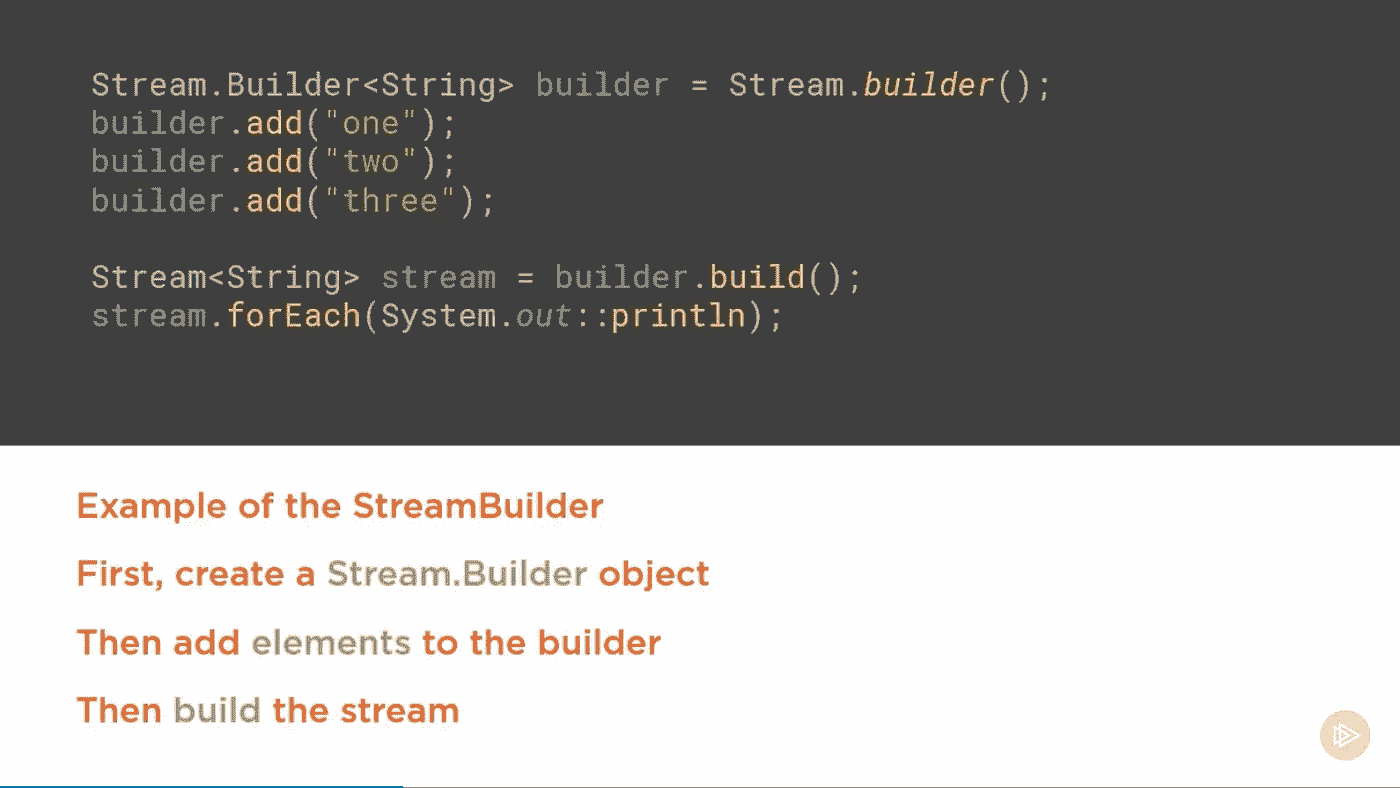 Stream.Builder<String> builder = Stream.builder();
builder.add("one");
builder.add("two");
builder.add("three");
Stream<String> stream = builder.build();
stream.forEach(System.out::println);
Example of the StreamBuilder
First, create a Stream.Builder object
Then add elements to the builder
Then build the stream